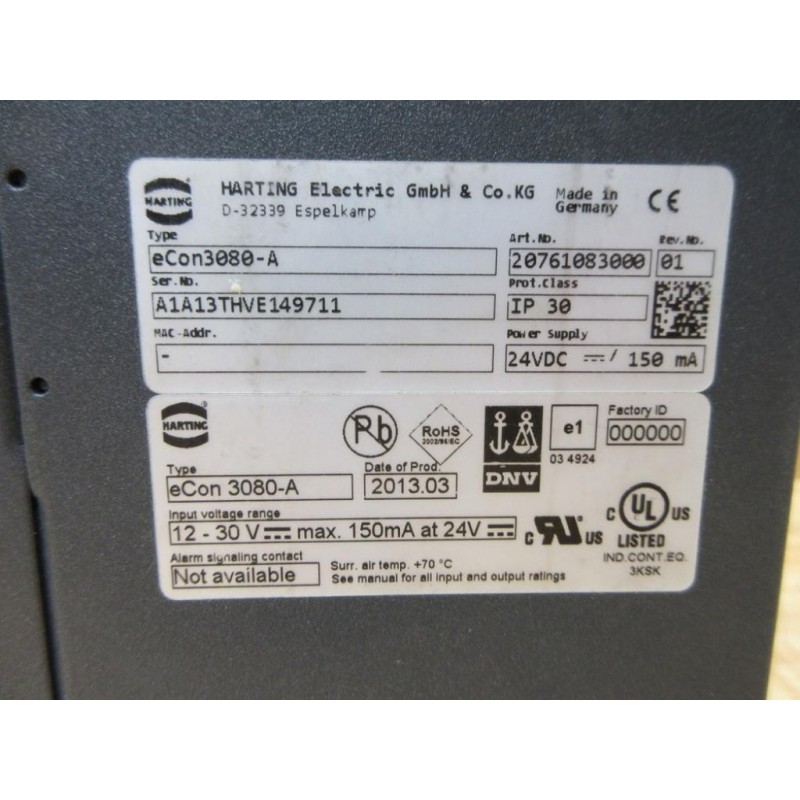 HARTING
HARTING Electric GmbH & Co.KG
D-32339 Espelkamp
Made in
Germany
CE
Type
eCon3080-A
Art.No.
20761083000
Rev.No.
01
Ser.No.
A1A13THVE149711
Prot.Class
IP 30
MAC-Addr.
-
Power Supply
24VDC ⎓/ 150 mA
HARTING®
Pb
RoHS
2002/95/EC
DNV
e1
03 4924
Factory ID
000000
Type
eCon 3080-A
Date of Prod.
2013.03
Input voltage range
12 - 30 V⎓ max. 150mA at 24V⎓
Alarm signaling contact
Not available
Surr. air temp. +70 °C
See manual for all input and output ratings
c RU US
c UL US
LISTED
IND.CONT.EQ.
3KSK